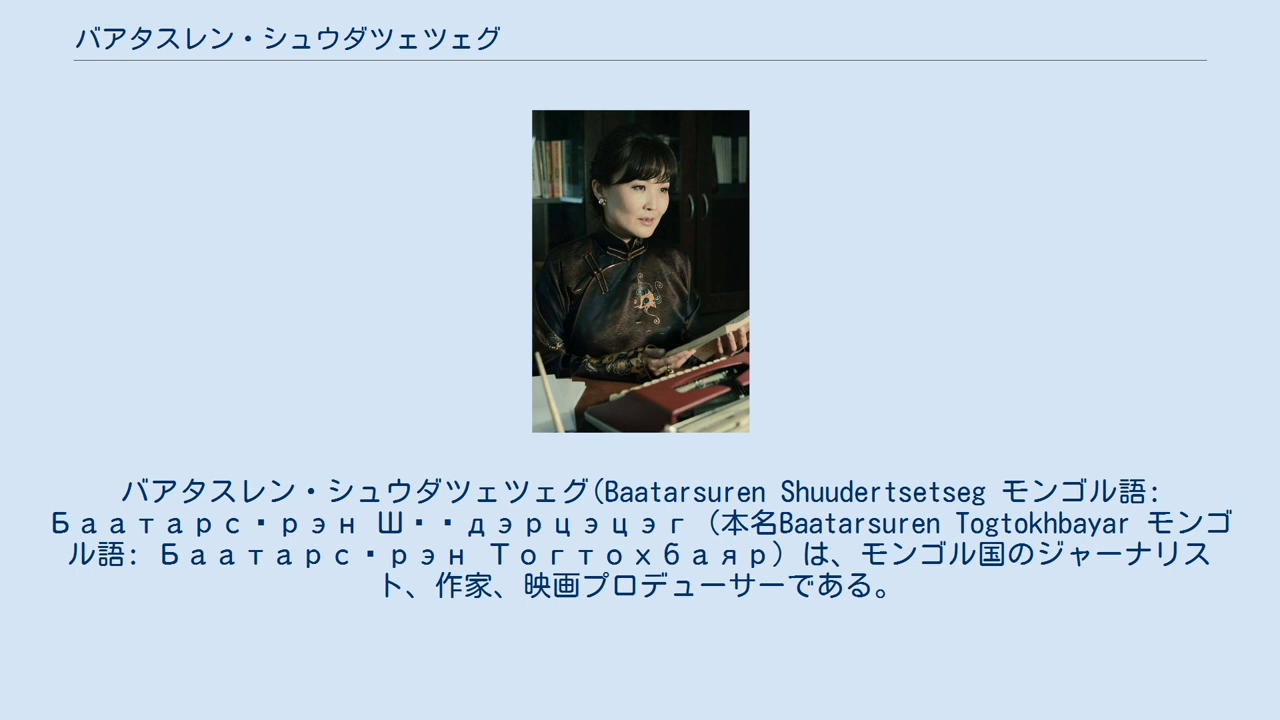 バアタスレン・シュウダツェツェグ
バアタスレン・シュウダツェツェグ(Baatarsuren Shuudertsetseg モンゴル語:
Баатарс▪рэн Ш▪▪дэрцэцэг（本名Baatarsuren Togtokhbayar モンゴ
ル語: Баатарс▪рэн Тогтохбаяр）は、モンゴル国のジャーナリス
ト、作家、映画プロデューサーである。